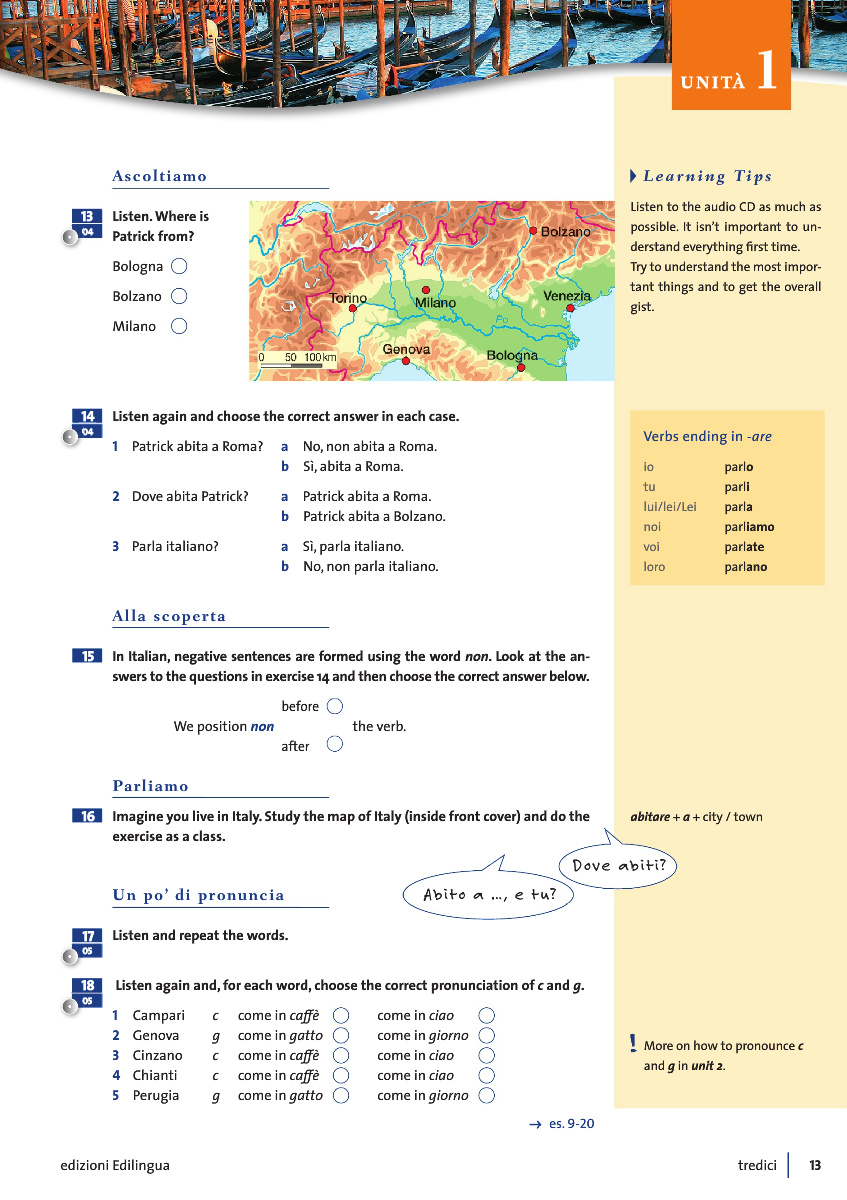 UNITÀ 1
Ascoltiamo
13
04
Listen. Where is
Patrick from?
Bologna
Bolzano
Milano
Bolzano
Torino
Milano
Venezia
Po
Genova
Bologna
0 50 100 km
Learning Tips
Listen to the audio CD as much as
possible. It isn't important to un-
derstand everything first time.
Try to understand the most impor-
tant things and to get the overall
gist.
14
04
Listen again and choose the correct answer in each case.
1 Patrick abita a Roma? a No, non abita a Roma.
b Sì, abita a Roma.
2 Dove abita Patrick? a Patrick abita a Roma.
b Patrick abita a Bolzano.
3 Parla italiano? a Sì, parla italiano.
b No, non parla italiano.
Verbs ending in -are
io parlo
tu parli
lui/lei/Lei parla
noi parliamo
voi parlate
loro parlano
Alla scoperta
15
In Italian, negative sentences are formed using the word non. Look at the an-
swers to the questions in exercise 14 and then choose the correct answer below.
before
We position non the verb.
after
Parliamo
16
Imagine you live in Italy. Study the map of Italy (inside front cover) and do the
exercise as a class.
abitare + a + city / town
Dove abiti?
Abito a ..., e tu?
Un po' di pronuncia
17
05
Listen and repeat the words.
18
05
Listen again and, for each word, choose the correct pronunciation of c and g.
1 Campari c come in caffè come in ciao
2 Genova g come in gatto come in giorno
3 Cinzano c come in caffè come in ciao
4 Chianti c come in caffè come in ciao
5 Perugia g come in gatto come in giorno
! More on how to pronounce c
and g in unit 2.
→ es. 9-20
edizioni Edilingua
tredici 13